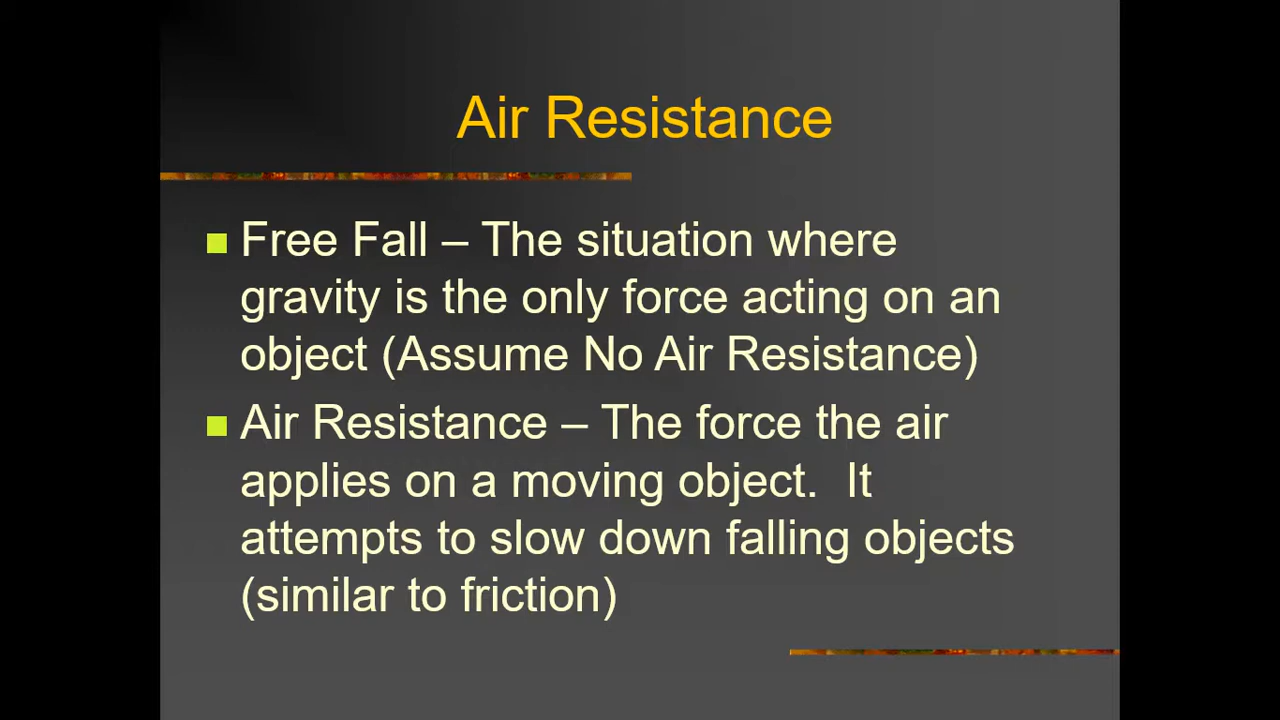 Air Resistance
Free Fall – The situation where
gravity is the only force acting on an
object (Assume No Air Resistance)
Air Resistance – The force the air
applies on a moving object.  It
attempts to slow down falling objects
(similar to friction)